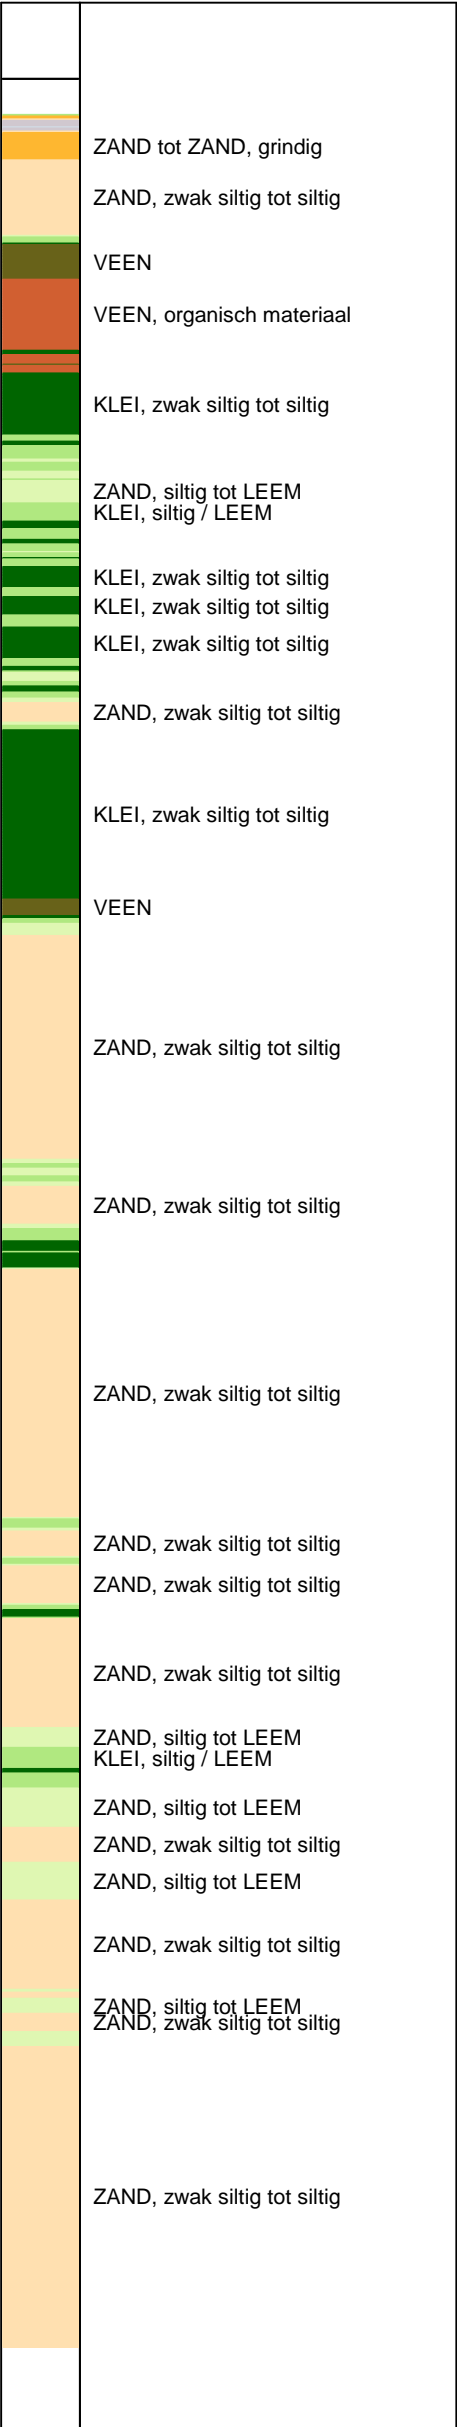 ZAND tot ZAND, grindig
ZAND, zwak siltig tot siltig
VEEN
VEEN, organisch materiaal
KLEI, zwak siltig tot siltig
ZAND, siltig tot LEEM
KLEI, siltig / LEEM
KLEI, zwak siltig tot siltig
KLEI, zwak siltig tot siltig
KLEI, zwak siltig tot siltig
ZAND, zwak siltig tot siltig
KLEI, zwak siltig tot siltig
VEEN
ZAND, zwak siltig tot siltig
ZAND, zwak siltig tot siltig
ZAND, zwak siltig tot siltig
ZAND, zwak siltig tot siltig
ZAND, zwak siltig tot siltig
ZAND, zwak siltig tot siltig
ZAND, siltig tot LEEM
KLEI, siltig / LEEM
ZAND, siltig tot LEEM
ZAND, zwak siltig tot siltig
ZAND, siltig tot LEEM
ZAND, zwak siltig tot siltig
ZAND, siltig tot LEEM
ZAND, zwak siltig tot siltig
ZAND, zwak siltig tot siltig